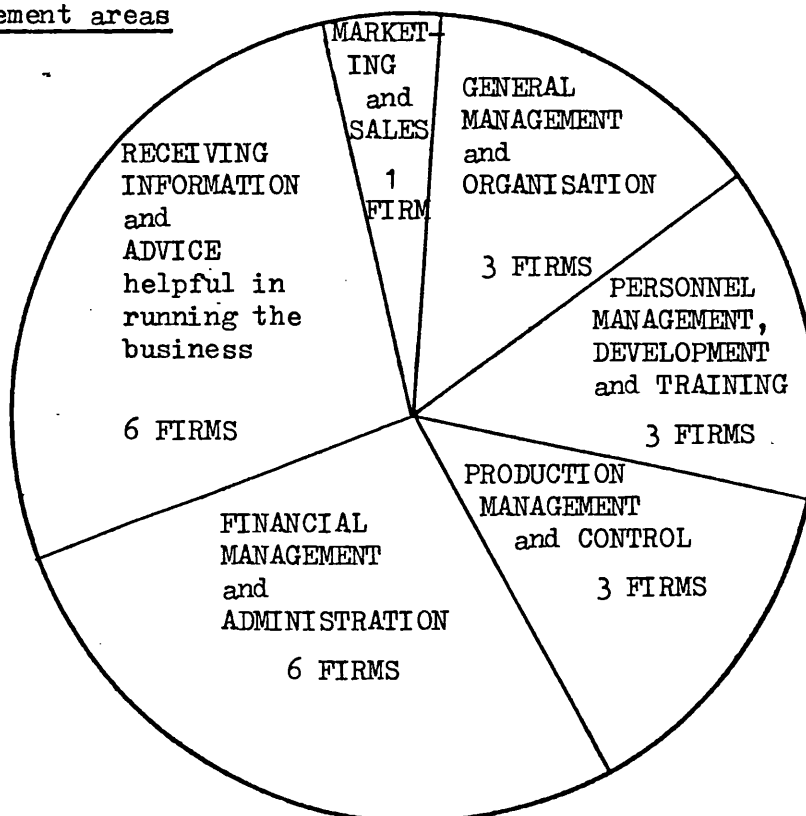 ement areas
MARKET-
ING
and
SALES
1
FIRM
GENERAL
MANAGEMENT
and
ORGANISATION
3 FIRMS
PERSONNEL
MANAGEMENT,
DEVELOPMENT
and TRAINING
3 FIRMS
PRODUCTION
MANAGEMENT
and CONTROL
3 FIRMS
FINANCIAL
MANAGEMENT
and
ADMINISTRATION
6 FIRMS
RECEIVING
INFORMATION
and
ADVICE
helpful in
running the
business
6 FIRMS